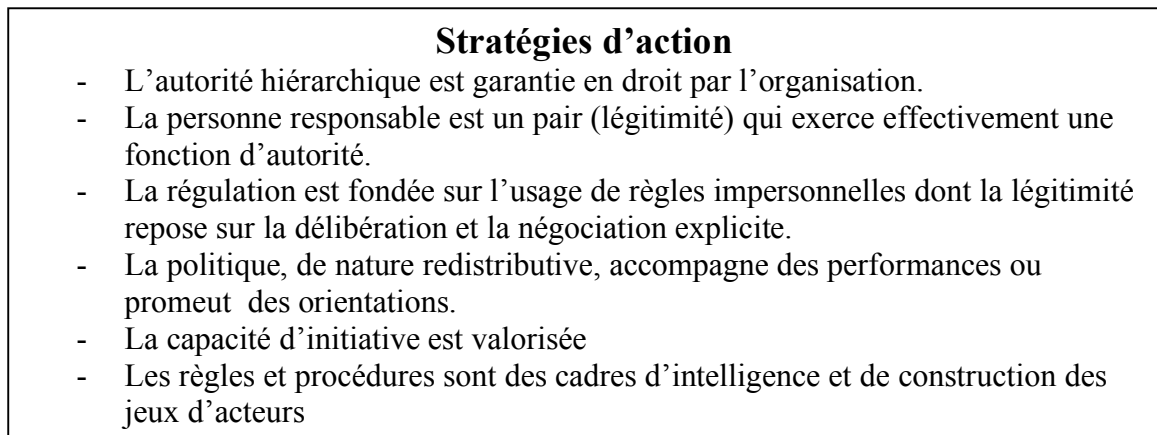 Stratégies d’action
- L’autorité hiérarchique est garantie en droit par l’organisation.
- La personne responsable est un pair (légitimité) qui exerce effectivement une
fonction d’autorité.
- La régulation est fondée sur l’usage de règles impersonnelles dont la légitimité
repose sur la délibération et la négociation explicite.
- La politique, de nature redistributive, accompagne des performances ou
promeut  des orientations.
- La capacité d’initiative est valorisée
- Les règles et procédures sont des cadres d’intelligence et de construction des
jeux d’acteurs